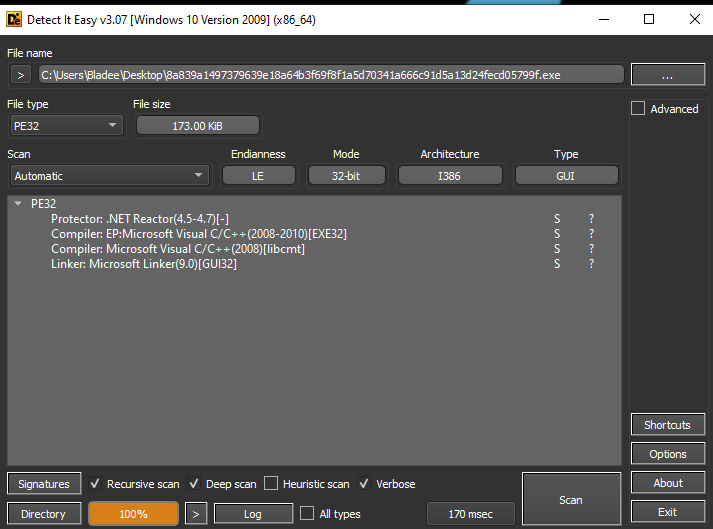 Detect It Easy v3.07 [Windows 10 Version 2009] (x86_64)
File name
> C:\Users\Bladee\Desktop\8a839a1497379639e18a64b3f69f8f1a5d70341a666c91d5a13d24fecd05799f.exe ...
File type File size
PE32 173.00 KiB
Advanced
Scan Endianness Mode Architecture Type
Automatic LE 32-bit I386 GUI
PE32
Protector: .NET Reactor(4.5-4.7)[-] S ?
Compiler: EP:Microsoft Visual C/C++(2008-2010)[EXE32] S ?
Compiler: Microsoft Visual C/C++(2008)[libcmt] S ?
Linker: Microsoft Linker(9.0)[GUI32] S ?
Shortcuts
Options
Signatures Recursive scan Deep scan Heuristic scan Verbose
Scan
About
Directory 100% > Log All types 170 msec
Exit